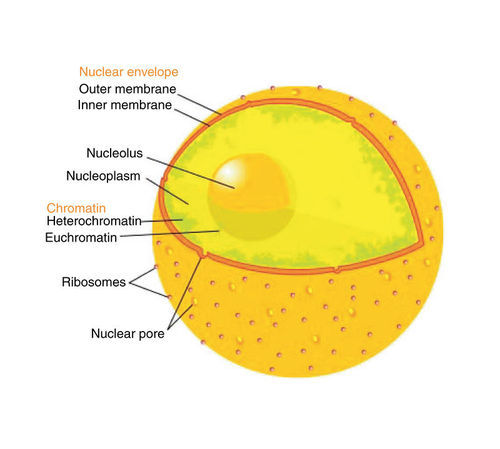 Nuclear envelope
Outer membrane
Inner membrane
Nucleolus
Nucleoplasm
Chromatin
Heterochromatin
Euchromatin
Ribosomes
Nuclear pore